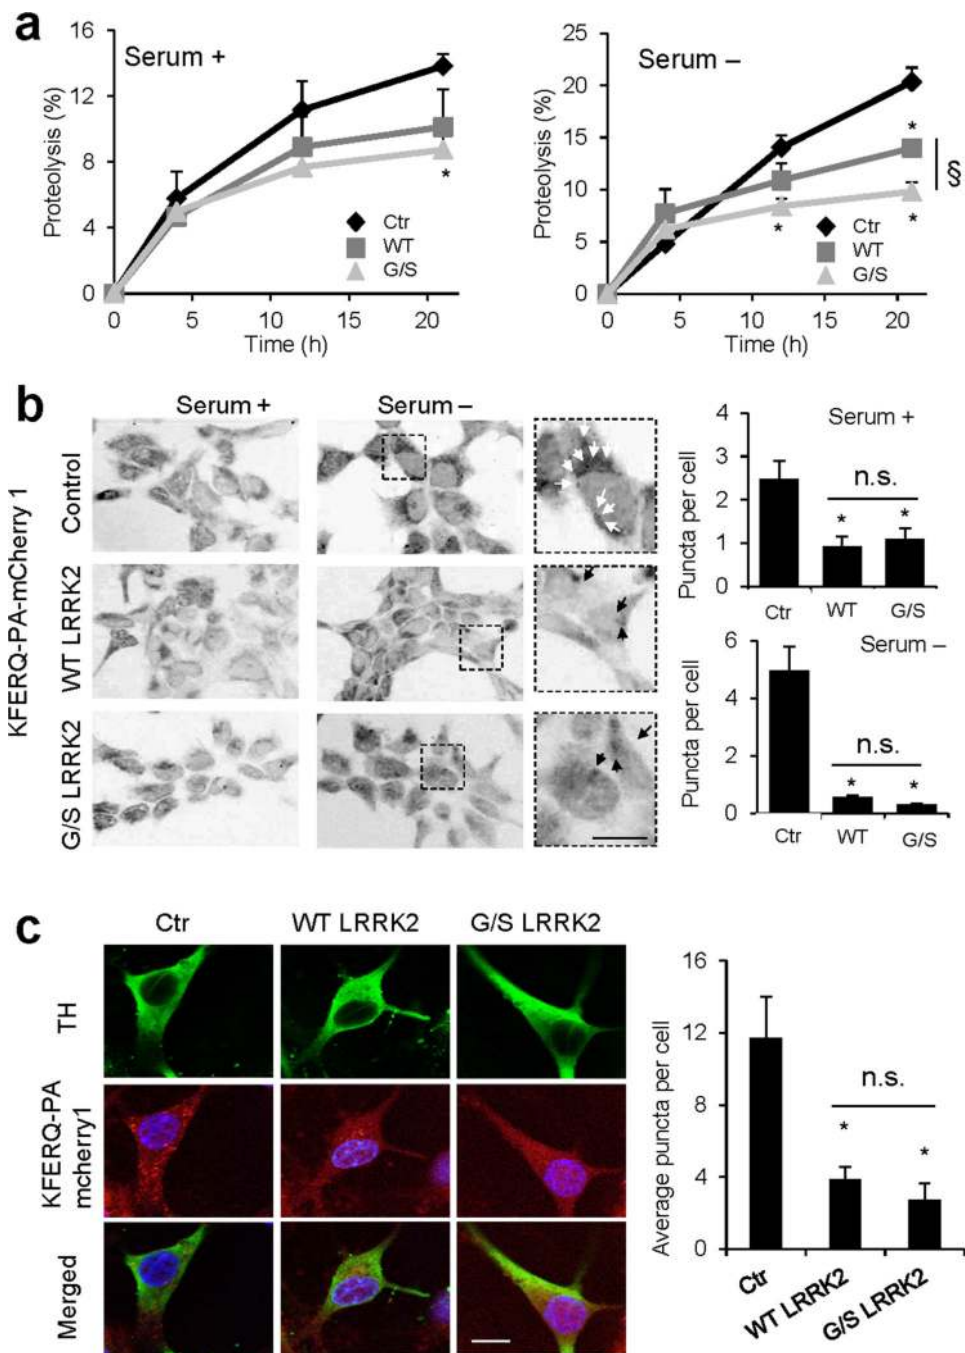 a
Serum +
Proteolysis (%)
16
12
8
4
0
*
Ctr
WT
G/S
0 5 10 15 20
Time (h)
Serum –
Proteolysis (%)
25
20
15
10
5
0
*
*
*
§
Ctr
WT
G/S
0 5 10 15 20
Time (h)
b
Serum + Serum –
KFERQ-PA-mCherry 1
Control
WT LRRK2
G/S LRRK2
Serum +
Puncta per cell
4
3
2
1
0
n.s.
* *
Ctr WT G/S
Serum –
Puncta per cell
6
4
2
0
n.s.
* *
Ctr WT G/S
c
Ctr WT LRRK2 G/S LRRK2
TH
KFERQ-PA
mcherry1
Merged
Average puncta per cell
16
12
8
4
0
n.s.
* *
Ctr WT LRRK2 G/S LRRK2